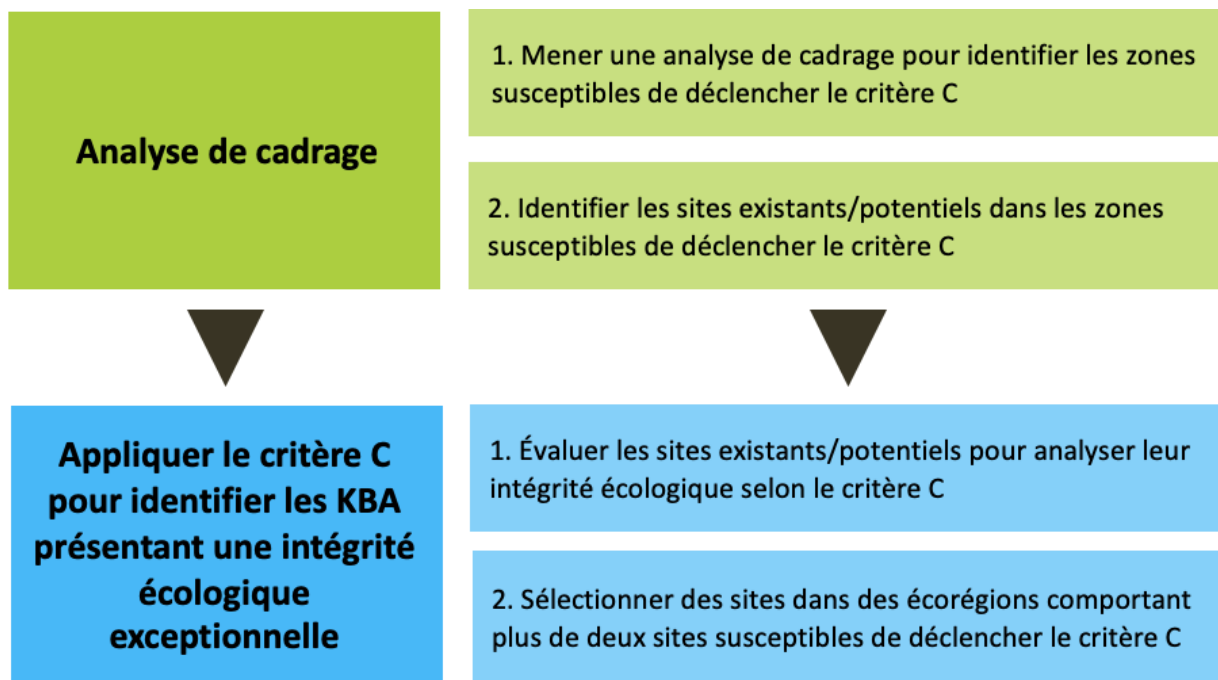 Analyse de cadrage
1. Mener une analyse de cadrage pour identifier les zones
susceptibles de déclencher le critère C
2. Identifier les sites existants/potentiels dans les zones
susceptibles de déclencher le critère C
Appliquer le critère C
pour identifier les KBA
présentant une intégrité
écologique
exceptionnelle
1. Évaluer les sites existants/potentiels pour analyser leur
intégrité écologique selon le critère C
2. Sélectionner des sites dans des écorégions comportant
plus de deux sites susceptibles de déclencher le critère C